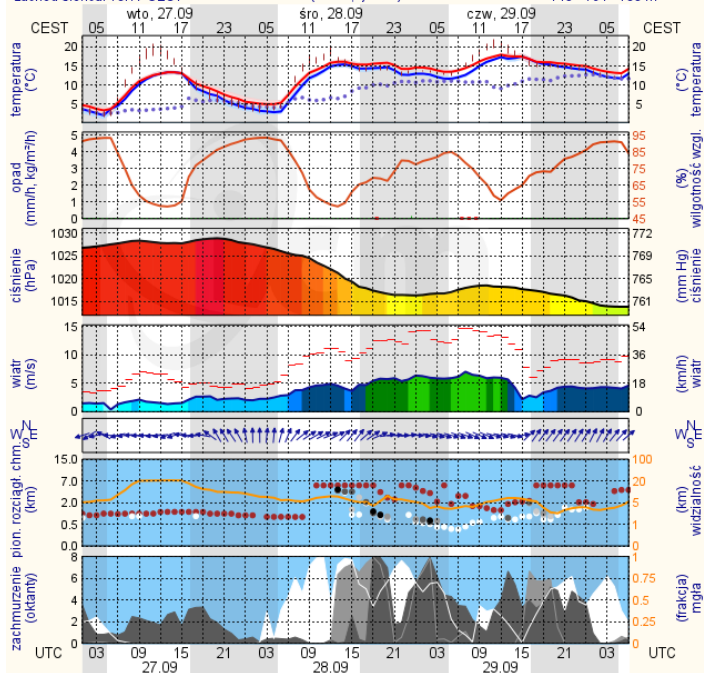 wto, 27.09 śro, 28.09 czw, 29.09
CEST 05 11 17 23 05 11 17 23 05 11 17 23 05 CEST
temperatura (°C)
20
15
10
5
20
15
10
5
temperatura (°C)
opad (mm/h, kg/m²/h)
5
4
3
2
1
0
95
85
75
65
55
45
(%) wilgotność wzgl.
ciśnienie (hPa)
1030
1025
1020
1015
772
769
765
761
(mm Hg) ciśnienie
wiatr (m/s)
15
10
5
0
54
36
18
0
(km/h) wiatr
N
W E
S
N
W E
S
pion. rozciągł. chmur (km)
15.0
7.0
2.0
0.5
0.0
100
20
5
1
0
(km) widzialność
zachmurzenie (oktanty)
8
6
4
2
0
1
0.75
0.5
0.25
0
(frakcja) mgła
UTC 03 09 15 21 03 09 15 21 03 09 15 21 03 UTC
27.09 28.09 29.09